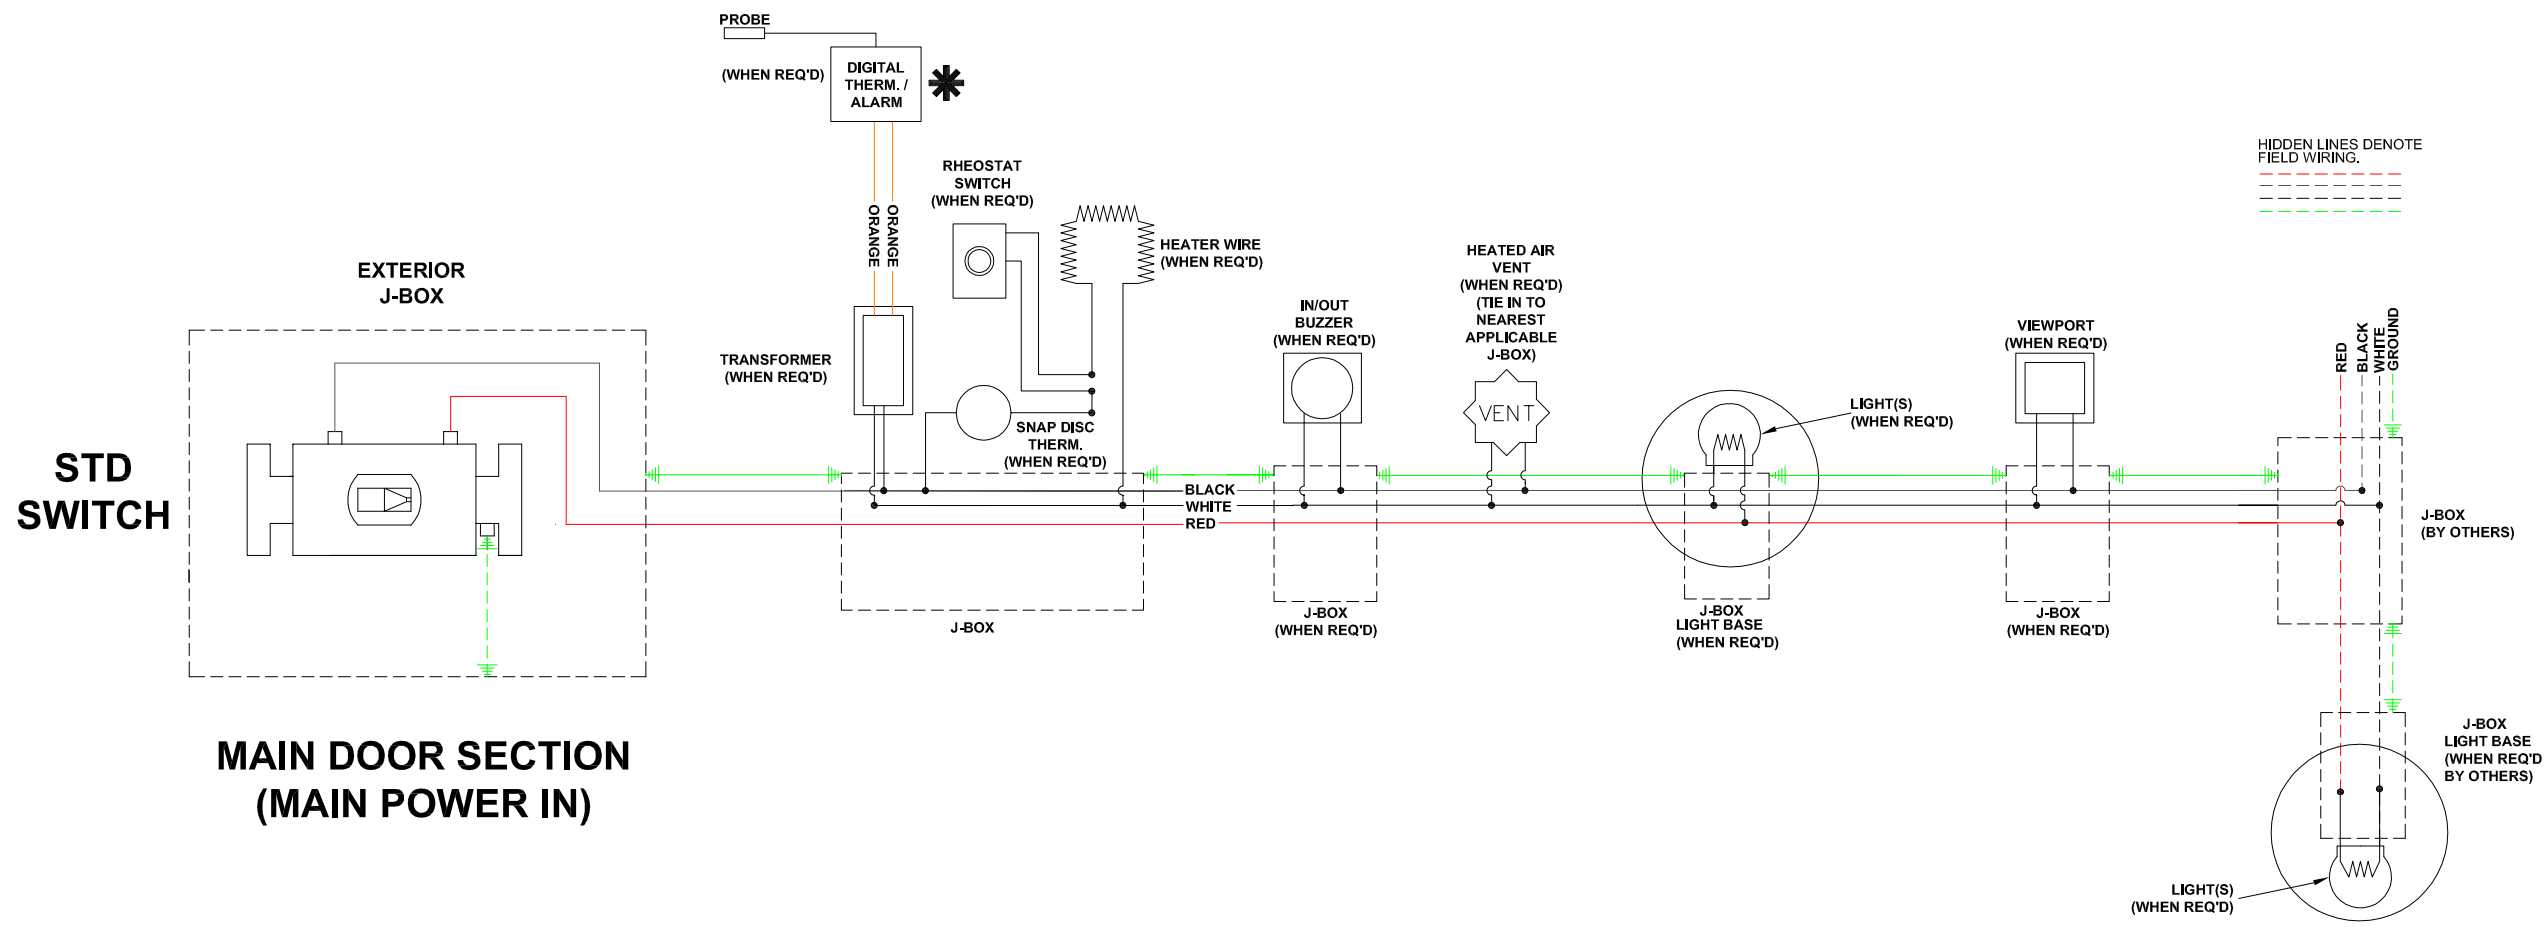 PROBE
(WHEN REQ'D)
DIGITAL
THERM. /
ALARM
HIDDEN LINES DENOTE
FIELD WIRING.
RHEOSTAT
SWITCH
(WHEN REQ'D)
ORANGE
ORANGE
HEATER WIRE
(WHEN REQ'D)
EXTERIOR
J-BOX
HEATED AIR
VENT
(WHEN REQ'D)
(TIE IN TO
NEAREST
APPLICABLE
J-BOX)
IN/OUT
BUZZER
(WHEN REQ'D)
VIEWPORT
(WHEN REQ'D)
RED
BLACK
WHITE
GROUND
TRANSFORMER
(WHEN REQ'D)
SNAP DISC
THERM.
(WHEN REQ'D)
VENT
LIGHT(S)
(WHEN REQ'D)
STD
SWITCH
BLACK
WHITE
RED
J-BOX
(BY OTHERS)
J-BOX
J-BOX
(WHEN REQ'D)
J-BOX
LIGHT BASE
(WHEN REQ'D)
J-BOX
(WHEN REQ'D)
MAIN DOOR SECTION
(MAIN POWER IN)
J-BOX
LIGHT BASE
(WHEN REQ'D
BY OTHERS)
LIGHT(S)
(WHEN REQ'D)